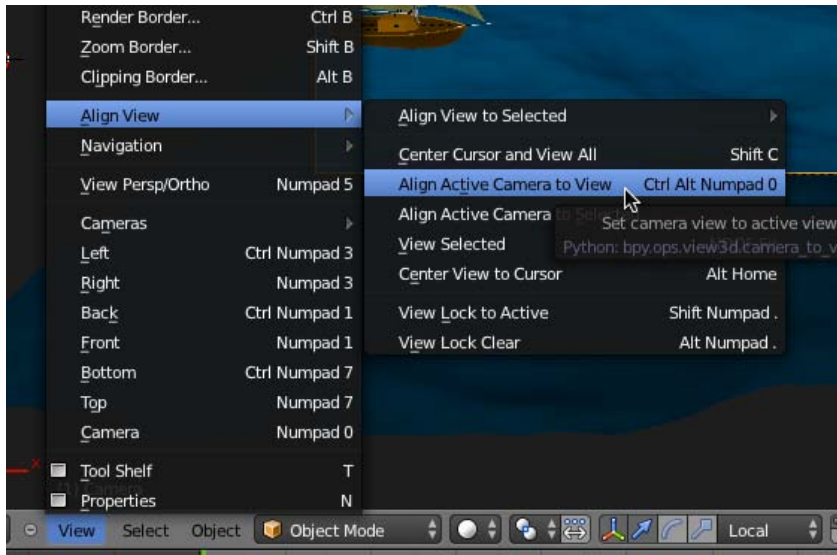 Render Border... Ctrl B
Zoom Border... Shift B
Clipping Border... Alt B
Align View
Navigation
View Persp/Ortho Numpad 5
Cameras
Left Ctrl Numpad 3
Right Numpad 3
Back Ctrl Numpad 1
Front Numpad 1
Bottom Ctrl Numpad 7
Top Numpad 7
Camera Numpad 0
Tool Shelf T
Properties N
Align View to Selected
Center Cursor and View All Shift C
Align Active Camera to View Ctrl Alt Numpad 0
Align Active Camera to Selected
View Selected
Center View to Cursor Alt Home
View Lock to Active Shift Numpad .
View Lock Clear Alt Numpad .
Set camera view to active view
Python: bpy.ops.view3d.camera_to_v
(1) Camera
View Select Object Object Mode Local